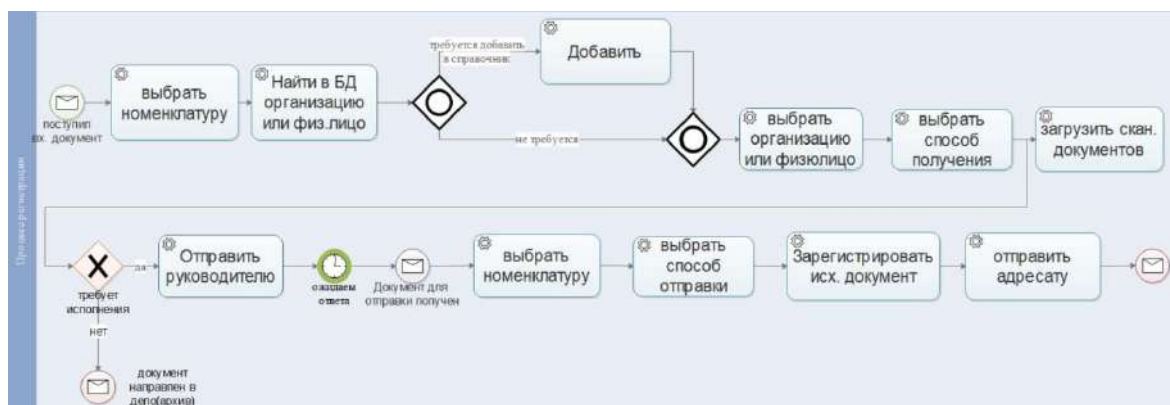 Процесс регистрации
поступил
вх. документ
выбрать
номенклатуру
Найти в БД
организацию
или физ.лицо
требуется добавить
в справочник
Добавить
не требуется
выбрать
организацию
или физюлицо
выбрать
способ
получения
загрузить скан.
документов
требует
исполнения
да
Отправить
руководителю
ожидаем
ответа
Документ для
отправки получен
выбрать
номенклатуру
выбрать
способ
отправки
Зарегистрировать
исх. документ
отправить
адресату
нет
документ
направлен в
дело(архив)